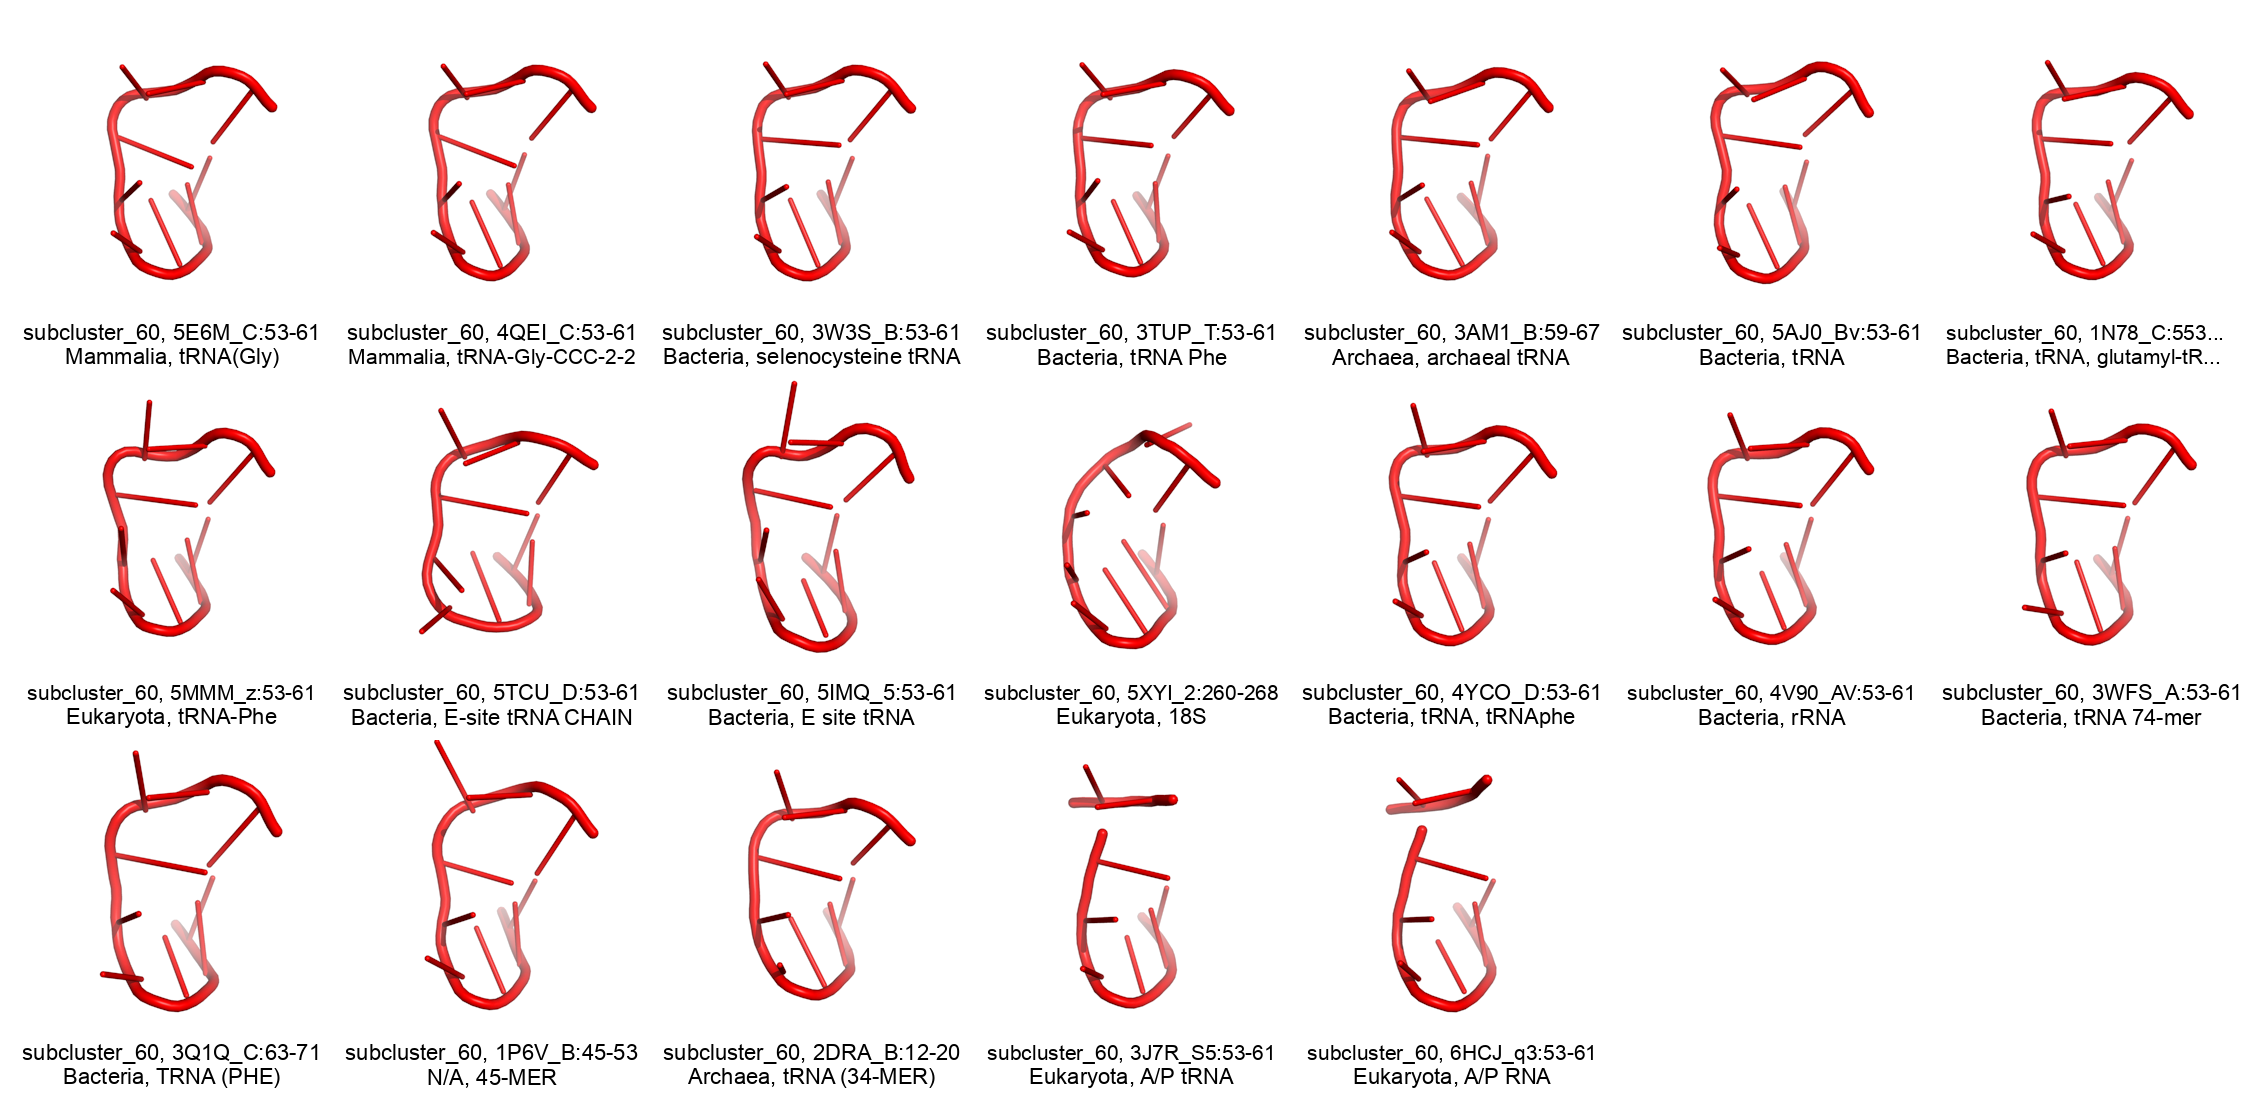 subcluster_60, 5E6M_C:53-61
Mammalia, tRNA(Gly)
subcluster_60, 4QEI_C:53-61
Mammalia, tRNA-Gly-CCC-2-2
subcluster_60, 3W3S_B:53-61
Bacteria, selenocysteine tRNA
subcluster_60, 3TUP_T:53-61
Bacteria, tRNA Phe
subcluster_60, 3AM1_B:59-67
Archaea, archaeal tRNA
subcluster_60, 5AJ0_Bv:53-61
Bacteria, tRNA
subcluster_60, 1N78_C:553...
Bacteria, tRNA, glutamyl-tR...
subcluster_60, 5MMM_z:53-61
Eukaryota, tRNA-Phe
subcluster_60, 5TCU_D:53-61
Bacteria, E-site tRNA CHAIN
subcluster_60, 5IMQ_5:53-61
Bacteria, E site tRNA
subcluster_60, 5XYI_2:260-268
Eukaryota, 18S
subcluster_60, 4YCO_D:53-61
Bacteria, tRNA, tRNAphe
subcluster_60, 4V90_AV:53-61
Bacteria, rRNA
subcluster_60, 3WFS_A:53-61
Bacteria, tRNA 74-mer
subcluster_60, 3Q1Q_C:63-71
Bacteria, TRNA (PHE)
subcluster_60, 1P6V_B:45-53
N/A, 45-MER
subcluster_60, 2DRA_B:12-20
Archaea, tRNA (34-MER)
subcluster_60, 3J7R_S5:53-61
Eukaryota, A/P tRNA
subcluster_60, 6HCJ_q3:53-61
Eukaryota, A/P RNA